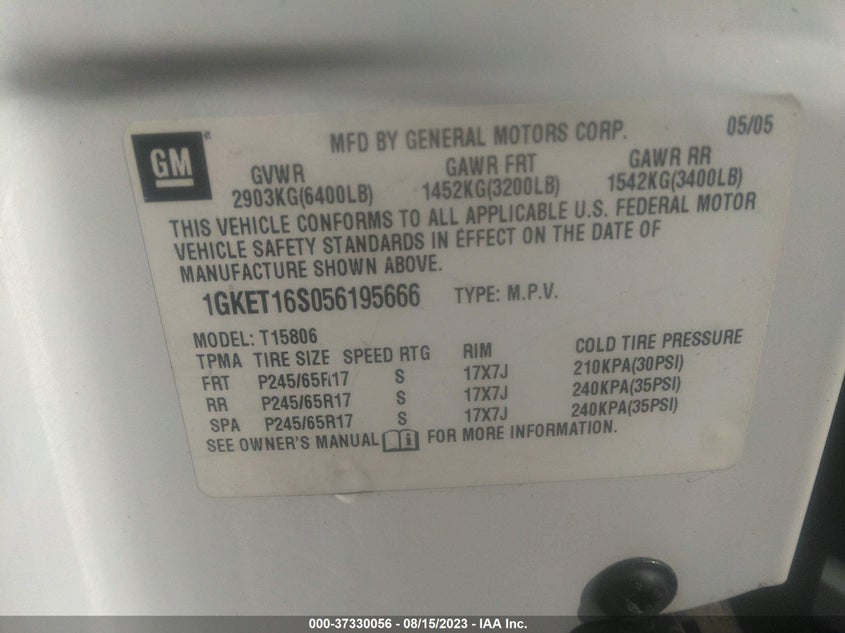 GM
MFD BY GENERAL MOTORS CORP. 05/05
GVWR GAWR FRT GAWR RR
2903KG(6400LB) 1452KG(3200LB) 1542KG(3400LB)
THIS VEHICLE CONFORMS TO ALL APPLICABLE U.S. FEDERAL MOTOR
VEHICLE SAFETY STANDARDS IN EFFECT ON THE DATE OF
MANUFACTURE SHOWN ABOVE.
1GKET16S056195666 TYPE: M.P.V.
MODEL: T15806
TPMA TIRE SIZE SPEED RTG RIM COLD TIRE PRESSURE
FRT P245/65R17 S 17X7J 210KPA(30PSI)
RR P245/65R17 S 17X7J 240KPA(35PSI)
SPA P245/65R17 S 17X7J 240KPA(35PSI)
SEE OWNER'S MANUAL FOR MORE INFORMATION.
000-37330056 - 08/15/2023 - IAA Inc.